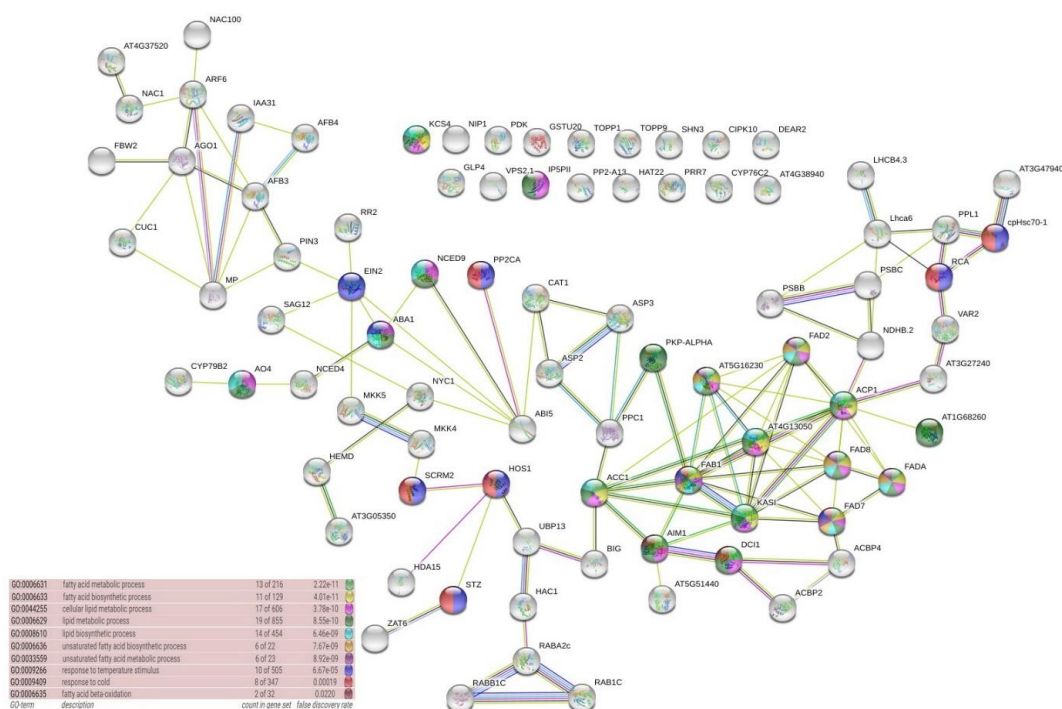 NAC100
AT4G37520
ARF6
NAC1
IAA31
AFB4
FBW2
AGO1
AFB3
CUC1
PIN3
MP
RR2
EIN2
NCED9
PP2CA
SAG12
ABA1
CYP79B2
AO4
NCED4
NYC1
MKK5
MKK4
ABI5
HEMD
AT3G05350
SCRM2
HOS1
HDA15
STZ
ZAT6
UBP13
HAC1
BIG
RABA2c
RABB1C
RAB1C
KCS4
NIP1
PDK
GSTU20
TOPP1
TOPP9
SHN3
CIPK10
DEAR2
GLP4
VPS2.1
IP5PII
PP2-A13
HAT22
PRR7
CYP76C2
AT4G38940
CAT1
ASP3
ASP2
PKP-ALPHA
PPC1
LHCB4.3
AT3G47940
Lhca6
PPL1
cpHsc70-1
RCA
PSBC
PSBB
NDHB.2
VAR2
AT3G27240
FAD2
AT5G16230
ACP1
AT1G68260
AT4G13050
FAD8
FADA
FAB1
ACC1
KASI
FAD7
AIM1
DCI1
ACBP4
AT5G51440
ACBP2
GO:0006631 fatty acid metabolic process 13 of 216 2.22e-11
GO:0006633 fatty acid biosynthetic process 11 of 129 4.01e-11
GO:0044255 cellular lipid metabolic process 17 of 606 3.78e-10
GO:0006629 lipid metabolic process 19 of 855 8.55e-10
GO:0008610 lipid biosynthetic process 14 of 454 6.46e-09
GO:0006636 unsaturated fatty acid biosynthetic process 6 of 22 7.67e-09
GO:0033559 unsaturated fatty acid metabolic process 6 of 23 8.92e-09
GO:0009266 response to temperature stimulus 10 of 505 6.67e-05
GO:0009409 response to cold 8 of 347 0.00019
GO:0006635 fatty acid beta-oxidation 2 of 32 0.0220
GO-term description count in gene set false discovery rate